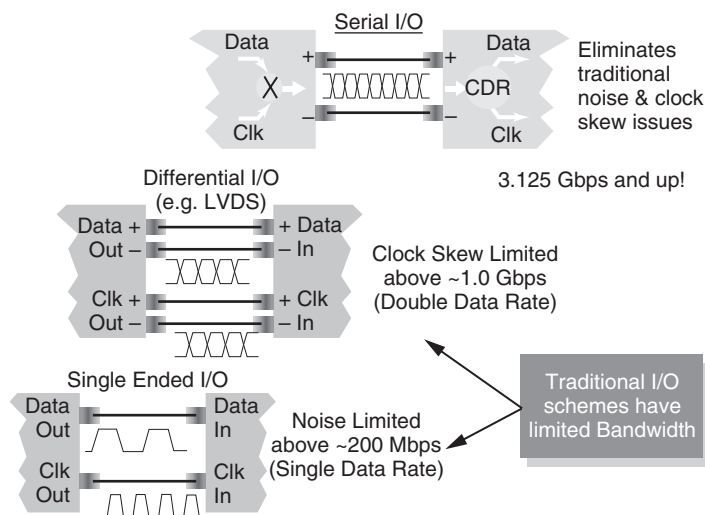 Serial I/O
Data
Clk
X
+
–
+
–
CDR
Data
Clk
Eliminates
traditional
noise & clock
skew issues
3.125 Gbps and up!
Differential I/O
(e.g. LVDS)
Data +
Out –
+ Data
– In
Clk +
Out –
+ Clk
– In
Clock Skew Limited
above ~1.0 Gbps
(Double Data Rate)
Single Ended I/O
Data
Out
Data
In
Clk
Out
Clk
In
Noise Limited
above ~200 Mbps
(Single Data Rate)
Traditional I/O
schemes have
limited Bandwidth